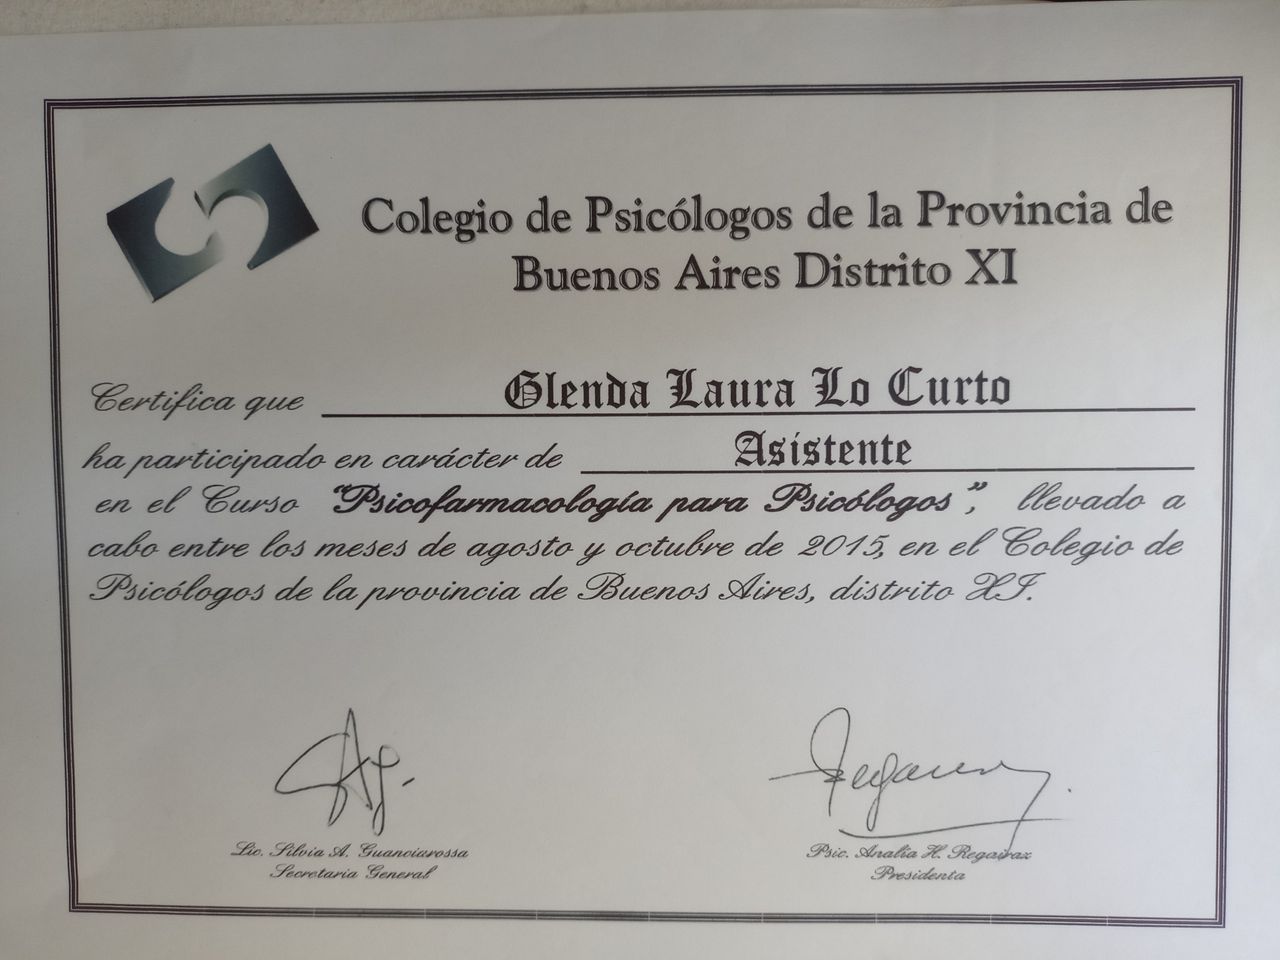 Colegio de Psicólogos de la Provincia de
Buenos Aires Distrito XI
Certifica que Glenda Laura Lo Curto
ha participado en carácter de Asistente
en el Curso “Psicofarmacología para Psicólogos”, llevado a
cabo entre los meses de agosto y octubre de 2015, en el Colegio de
Psicólogos de la provincia de Buenos Aires, distrito XI.
Lic. Silvia A. Guanciarossa
Secretaria General
Psic. Analía H. Regairaz
Presidenta